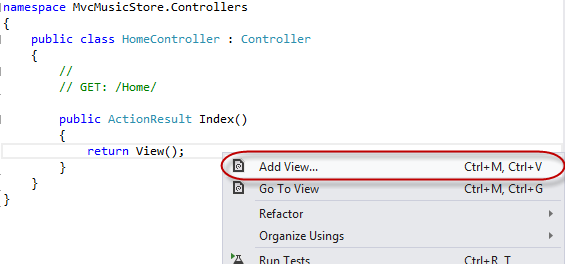 namespace MvcMusicStore.Controllers
{
public class HomeController : Controller
{
//
// GET: /Home/
public ActionResult Index()
{
return View();
}
}
}
Add View... Ctrl+M, Ctrl+V
Go To View Ctrl+M, Ctrl+G
Refactor
Organize Usings
Run Tests Ctrl+R, T